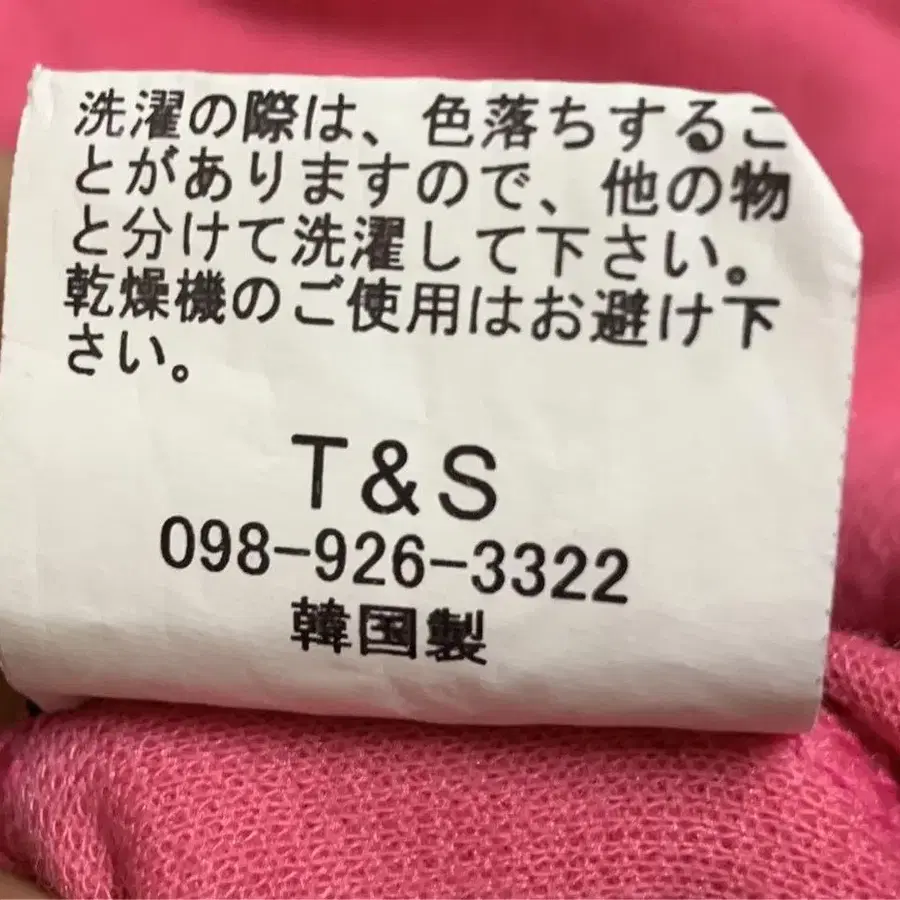 洗濯の際は、色落ちするこ
とがありますので、他の物
と分けて洗濯して下さい。
乾燥機のご使用はお避け下
さい。
T&S
098-926-3322
韓国製